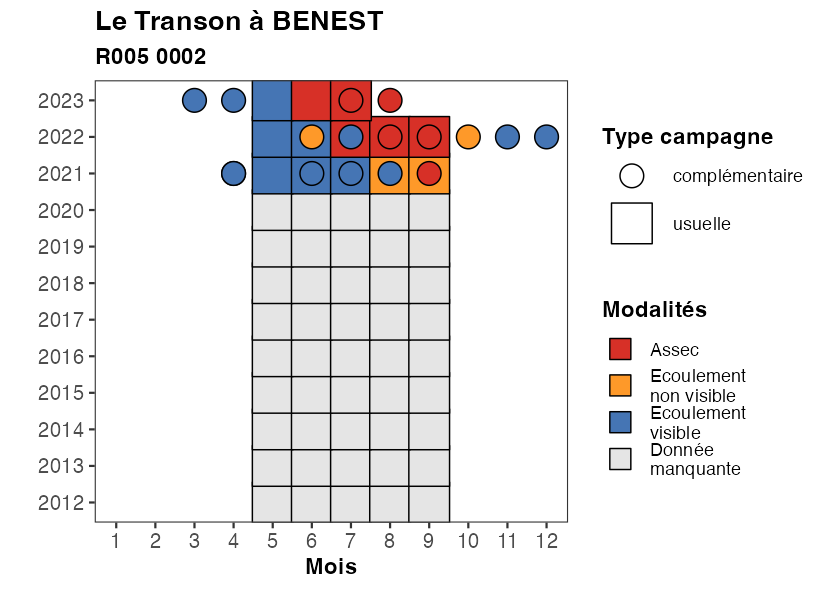 Le Transon à BENEST
R005 0002
2023
2022
2021
2020
2019
2018
2017
2016
2015
2014
2013
2012
1 2 3 4 5 6 7 8 9 10 11 12
Mois
Type campagne
complémentaire
usuelle
Modalités
Assec
Ecoulement
non visible
Ecoulement
visible
Donnée
manquante